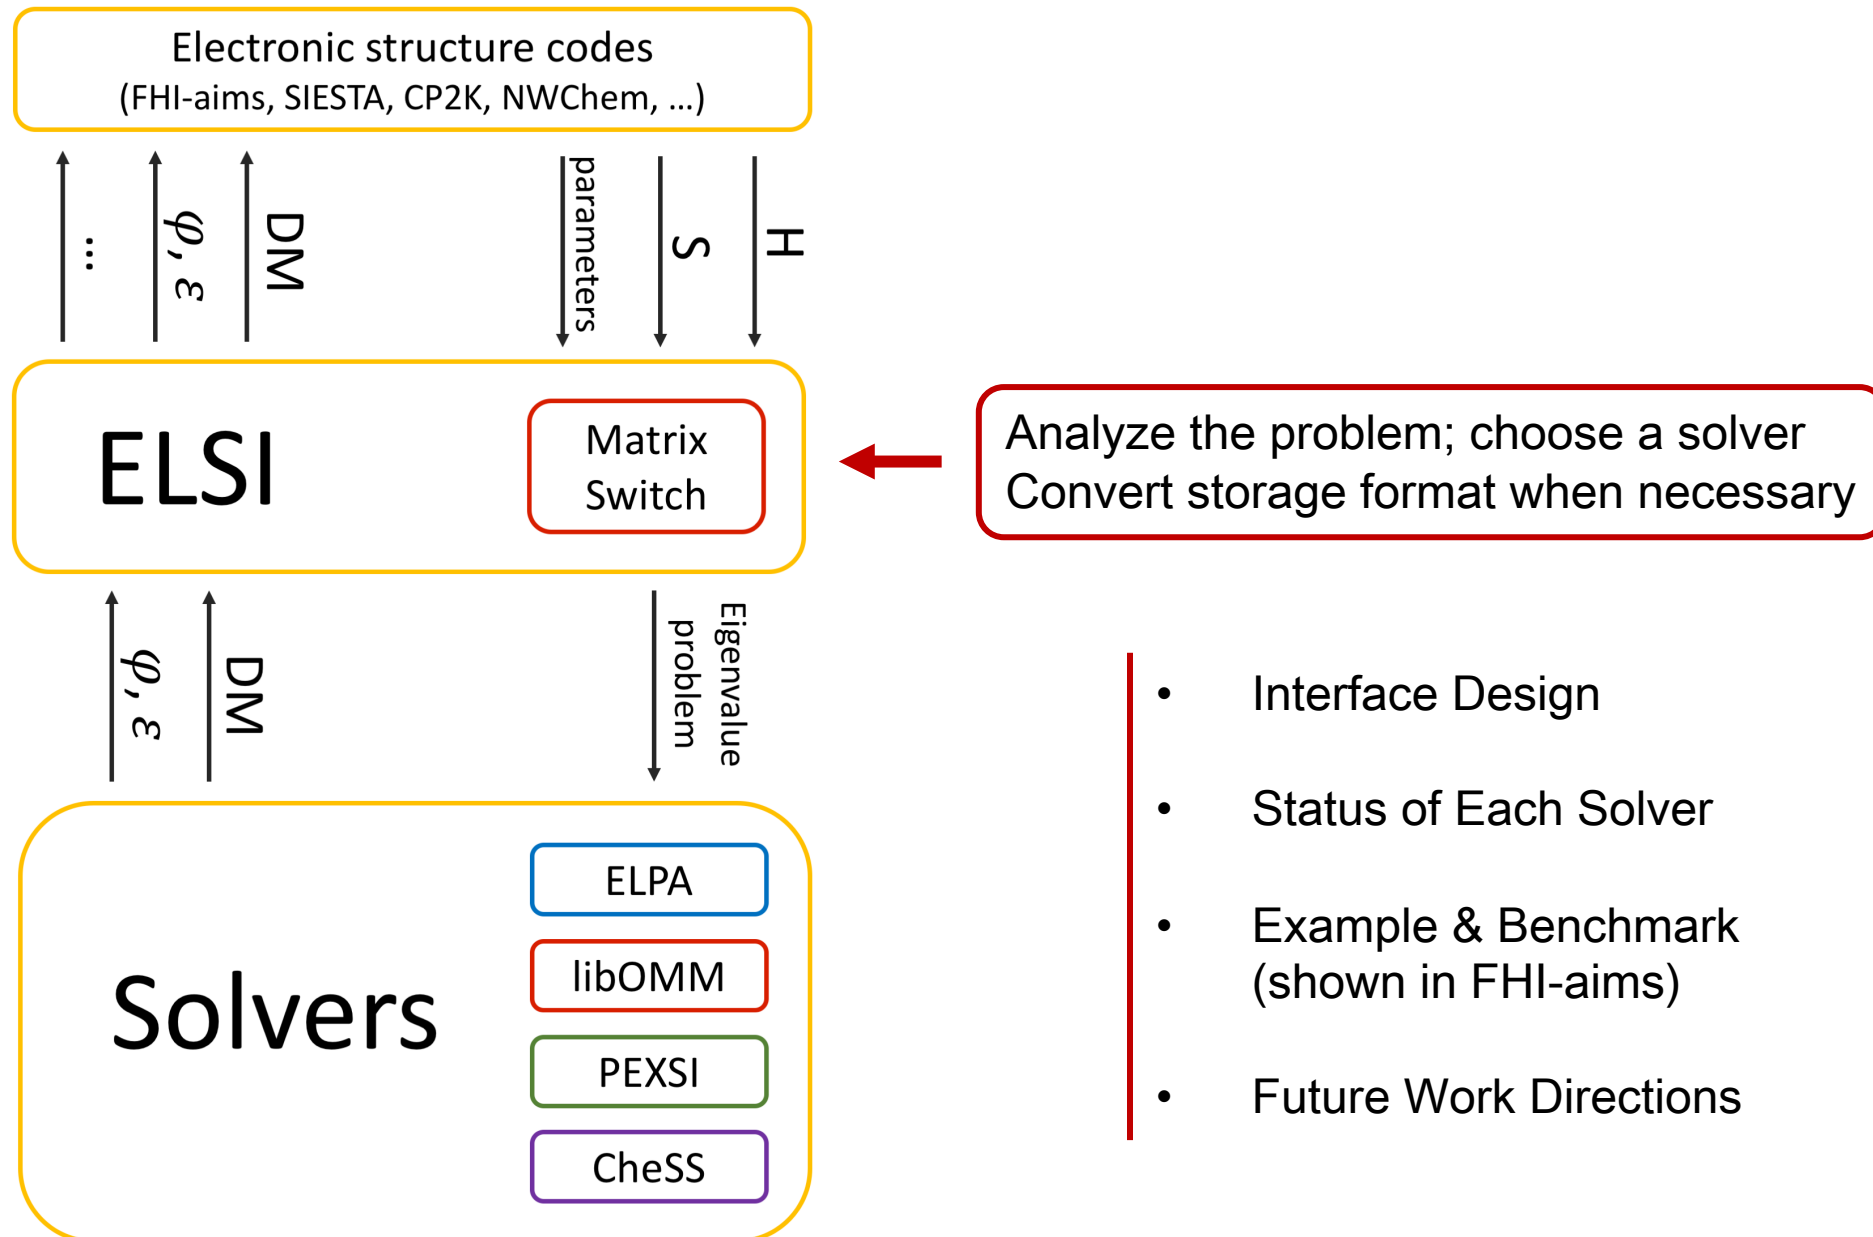 Electronic structure codes
(FHI-aims, SIESTA, CP2K, NWChem, ...)
...
φ, ε
DM
parameters
S
H
ELSI
Matrix
Switch
Analyze the problem; choose a solver
Convert storage format when necessary
φ, ε
DM
Eigenvalue
problem
Solvers
ELPA
libOMM
PEXSI
CheSS
• Interface Design
• Status of Each Solver
• Example & Benchmark
(shown in FHI-aims)
• Future Work Directions